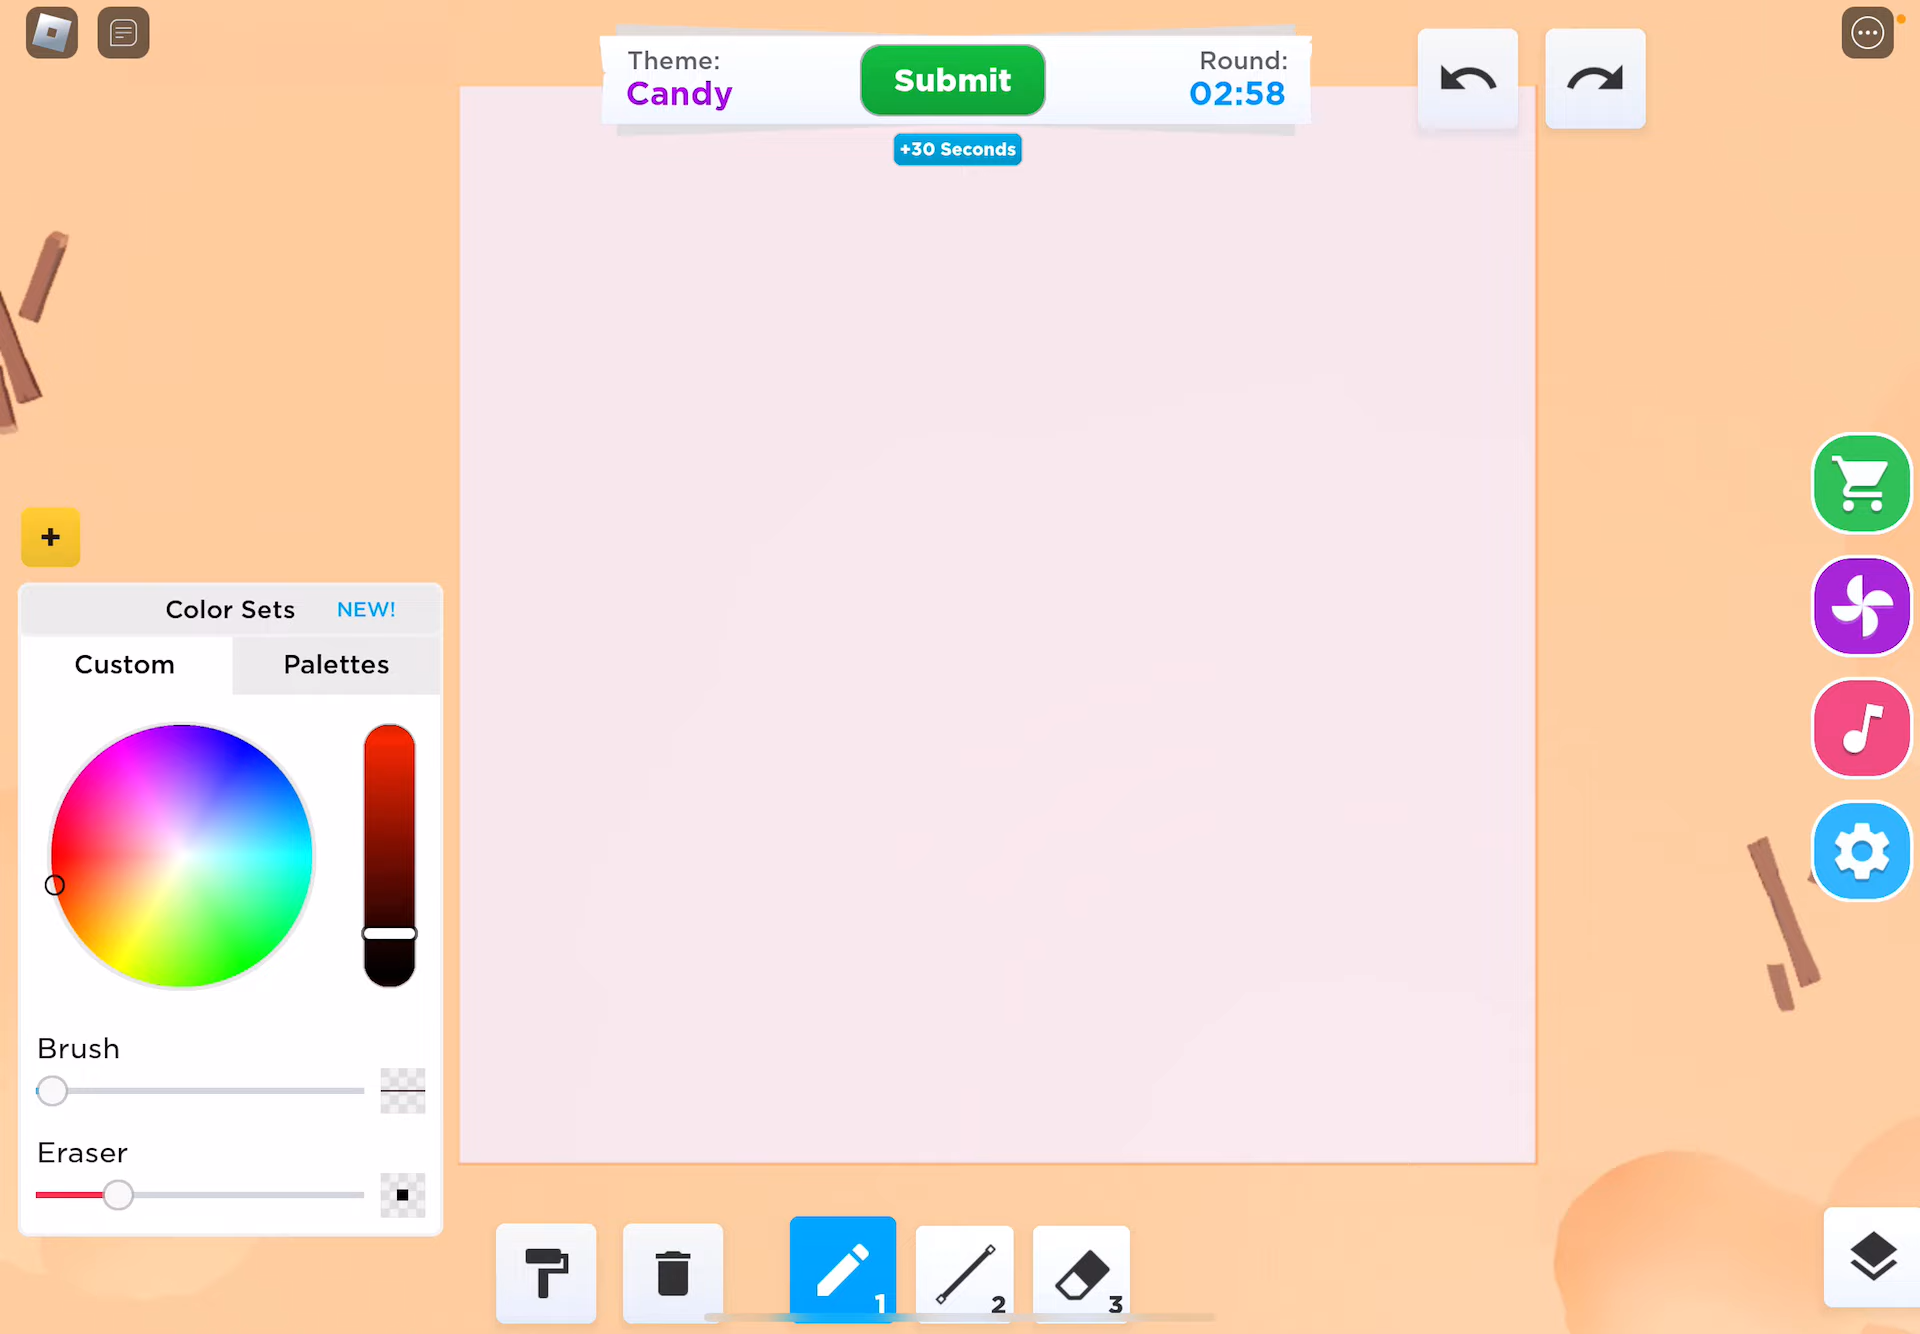 Theme:
Candy
Submit
Round:
02:58
+30 Seconds
+
Color Sets NEW!
Custom Palettes
Brush
Eraser
1
2
3